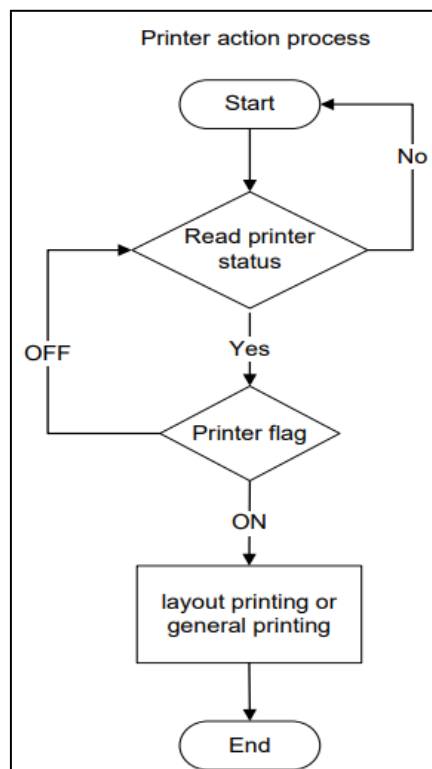 Printer action process
Start
No
Read printer
status
Yes
OFF
Printer flag
ON
layout printing or
general printing
End